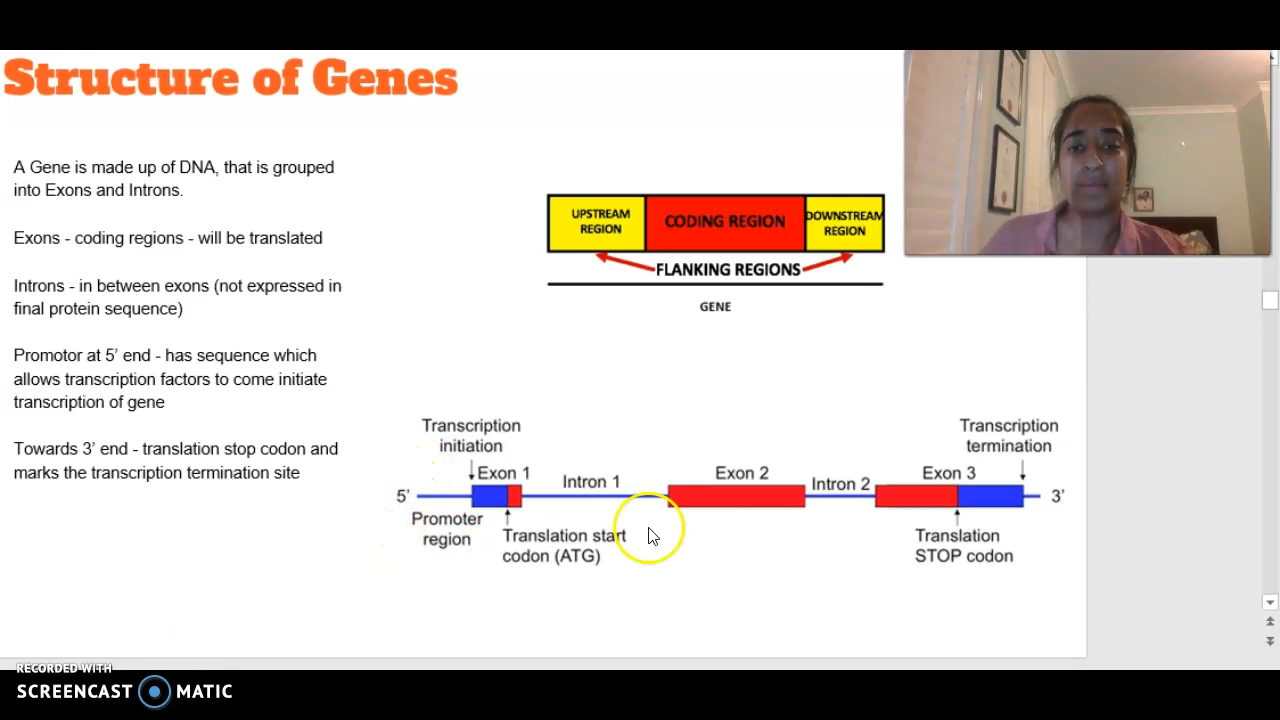 Structure of Genes
A Gene is made up of DNA, that is grouped
into Exons and Introns.
Exons - coding regions - will be translated
Introns - in between exons (not expressed in
final protein sequence)
Promotor at 5’ end - has sequence which
allows transcription factors to come initiate
transcription of gene
Towards 3’ end - translation stop codon and
marks the transcription termination site
UPSTREAM
REGION
CODING REGION
DOWNSTREAM
REGION
FLANKING REGIONS
GENE
Transcription
initiation
Transcription
termination
Exon 1
Intron 1
Exon 2
Intron 2
Exon 3
5'
3'
Promoter
region
Translation start
codon (ATG)
Translation
STOP codon
RECORDED WITH
SCREENCAST MATIC